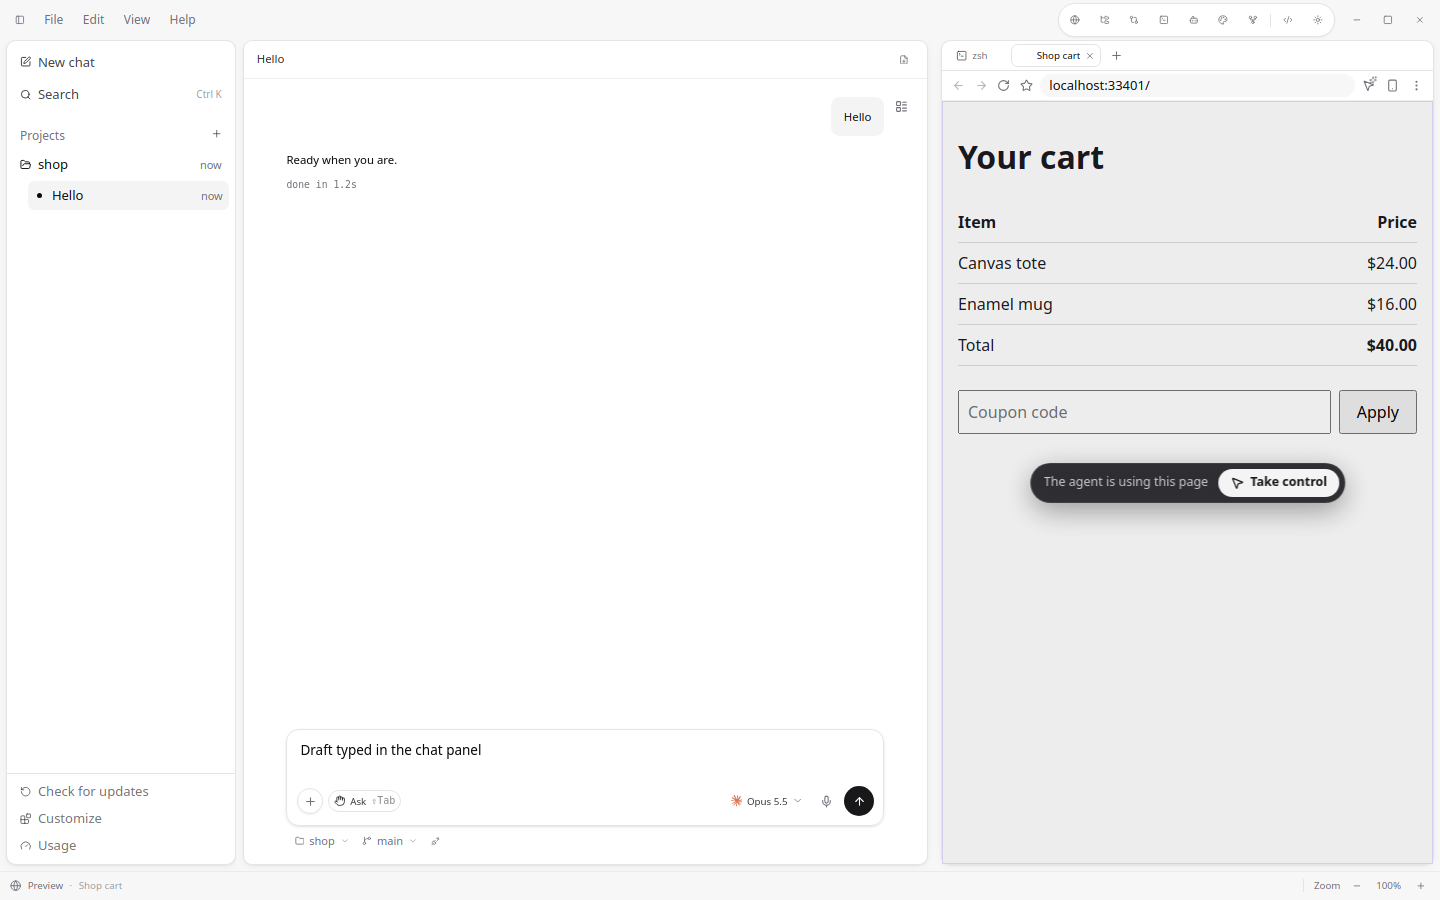 File Edit View Help
New chat
Search Ctrl K
Projects
shop now
Hello now
Check for updates
Customize
Usage
Hello
Hello
Ready when you are.
done in 1.2s
Draft typed in the chat panel
Ask ⇧Tab
Opus 5.5
shop main
zsh Shop cart
localhost:33401/
Your cart
Item Price
Canvas tote $24.00
Enamel mug $16.00
Total $40.00
Coupon code Apply
The agent is using this page Take control
Preview · Shop cart
Zoom 100%